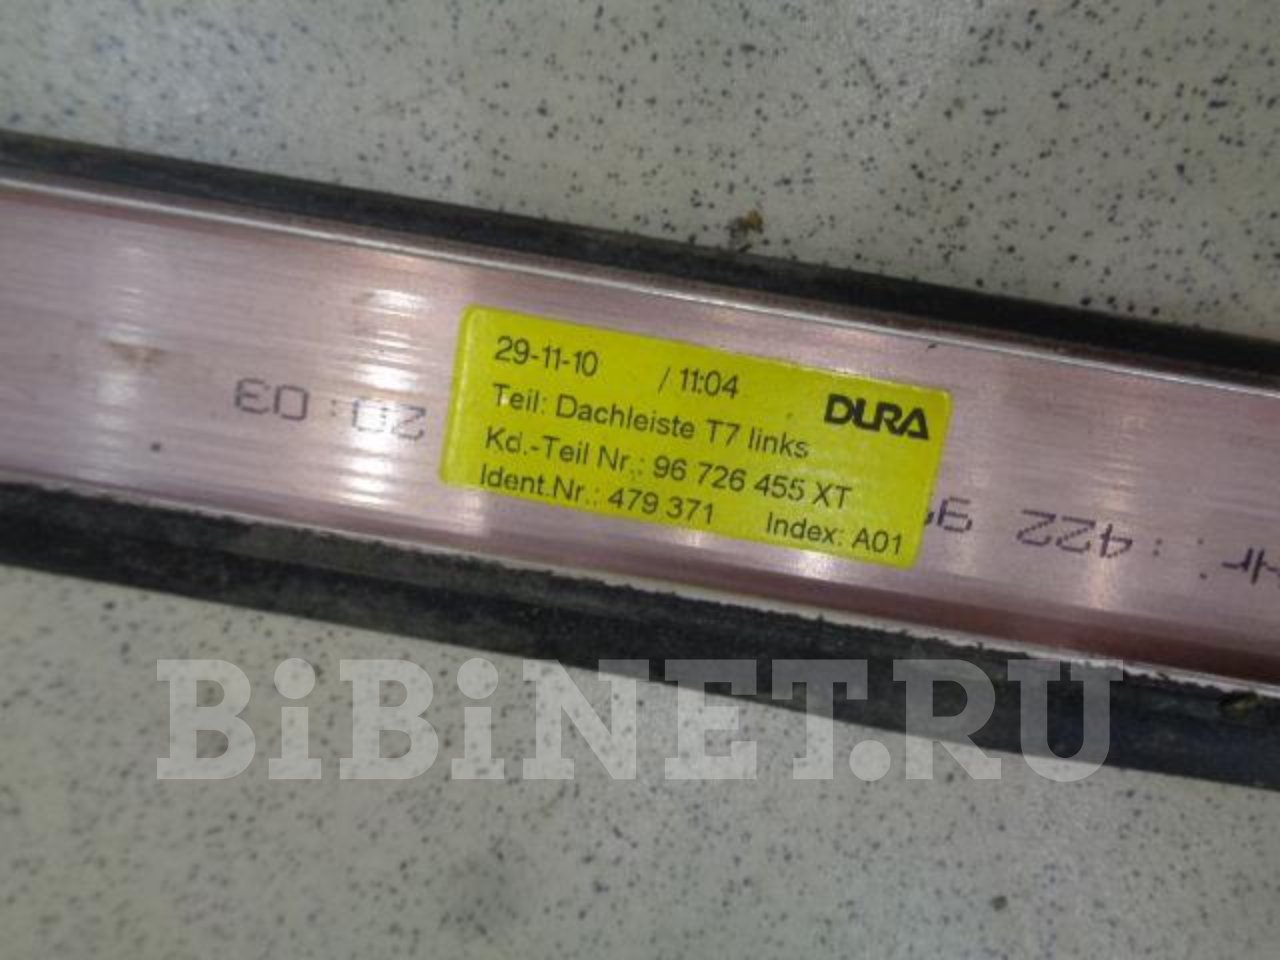 29-11-10 / 11:04 DURA
Teil: Dachleiste T7 links
Kd.-Teil Nr.: 96 726 455 XT
Ident.Nr.: 479 371 Index: A01
20:03
422
BiBiNET.RU